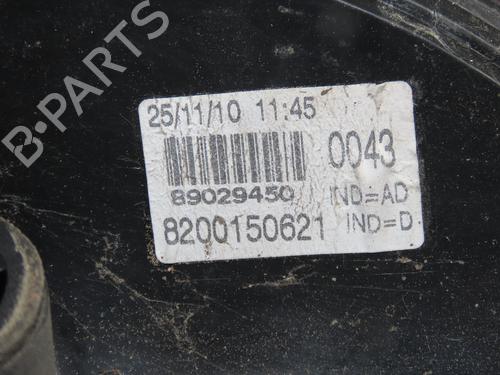 B-PARTS
25/11/10 11:45
0043
89029450 IND=AD
8200150621 IND=D